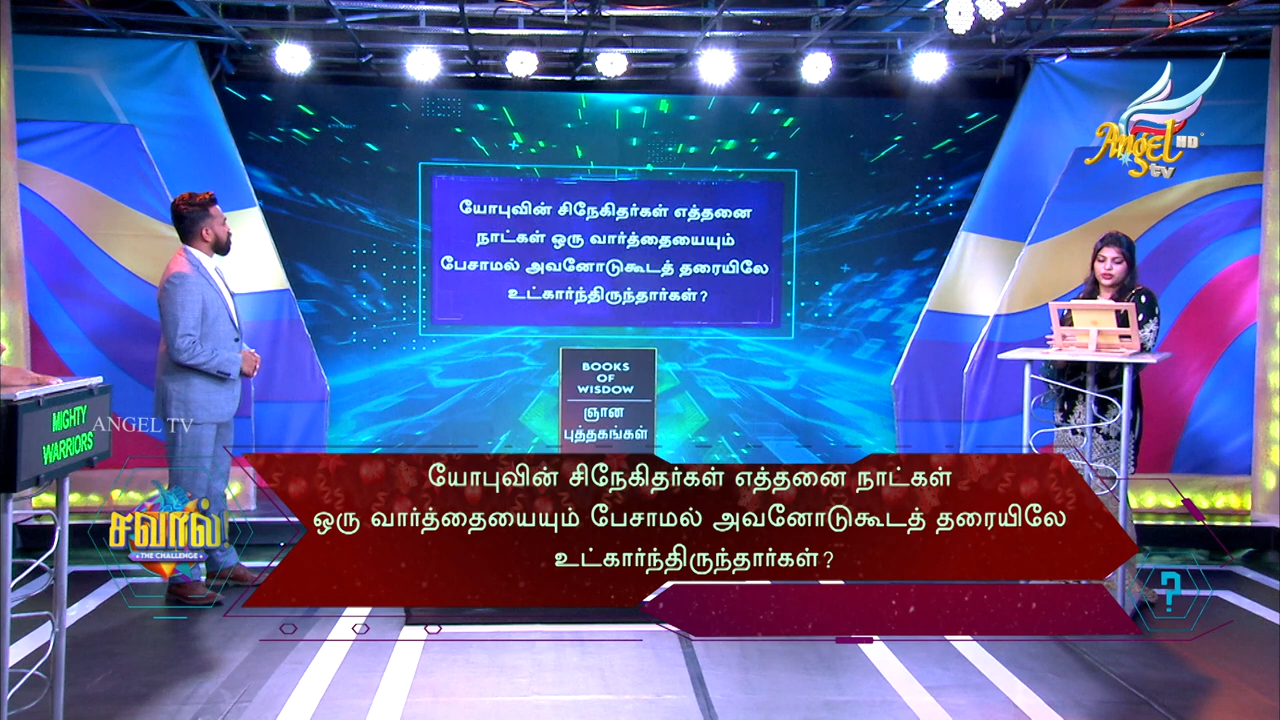 Angel HD
tv
யோபுவின் சிநேகிதர்கள் எத்தனை
நாட்கள் ஒரு வார்த்தையையும்
பேசாமல் அவனோடுகூடத் தரையிலே
உட்கார்ந்திருந்தார்கள்?
BOOKS
OF
WISDOW
ஞான
புத்தகங்கள்
MIGHTY
WARRIORS
ANGEL TV
சவால்!
THE CHALLENGE
யோபுவின் சிநேகிதர்கள் எத்தனை நாட்கள்
ஒரு வார்த்தையையும் பேசாமல் அவனோடுகூடத் தரையிலே
உட்கார்ந்திருந்தார்கள்?
?